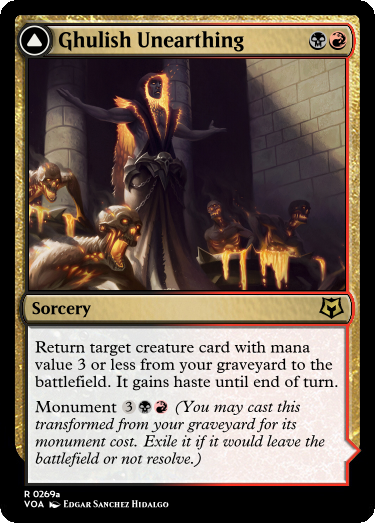 Ghulish Unearthing
Sorcery
Return target creature card with mana
value 3 or less from your graveyard to the
battlefield. It gains haste until end of turn.
Monument 3 (You may cast this
transformed from your graveyard for its
monument cost. Exile it if it would leave the
battlefield or not resolve.)
R 0269a
VOA Edgar Sanchez Hidalgo